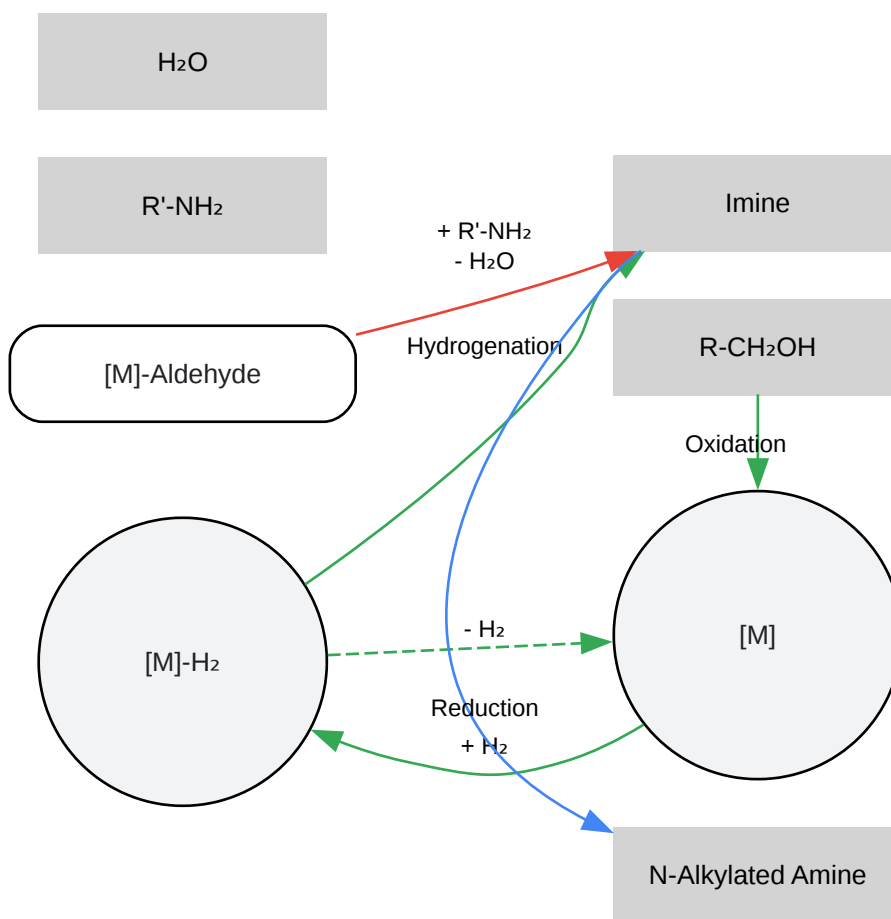 H₂O
R'-NH₂
Imine
+ R'-NH₂
- H₂O
Hydrogenation
R-CH₂OH
[M]-Aldehyde
Oxidation
- H₂
[M]
[M]-H₂
Reduction
+ H₂
N-Alkylated Amine